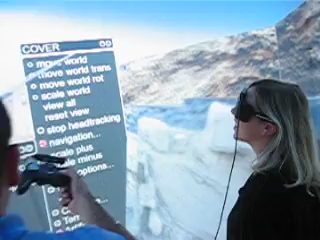 COVER
move world
move world trans
move world rot
scale world
view all
reset view
stop headtracking
navigation...
scale plus
scale minus